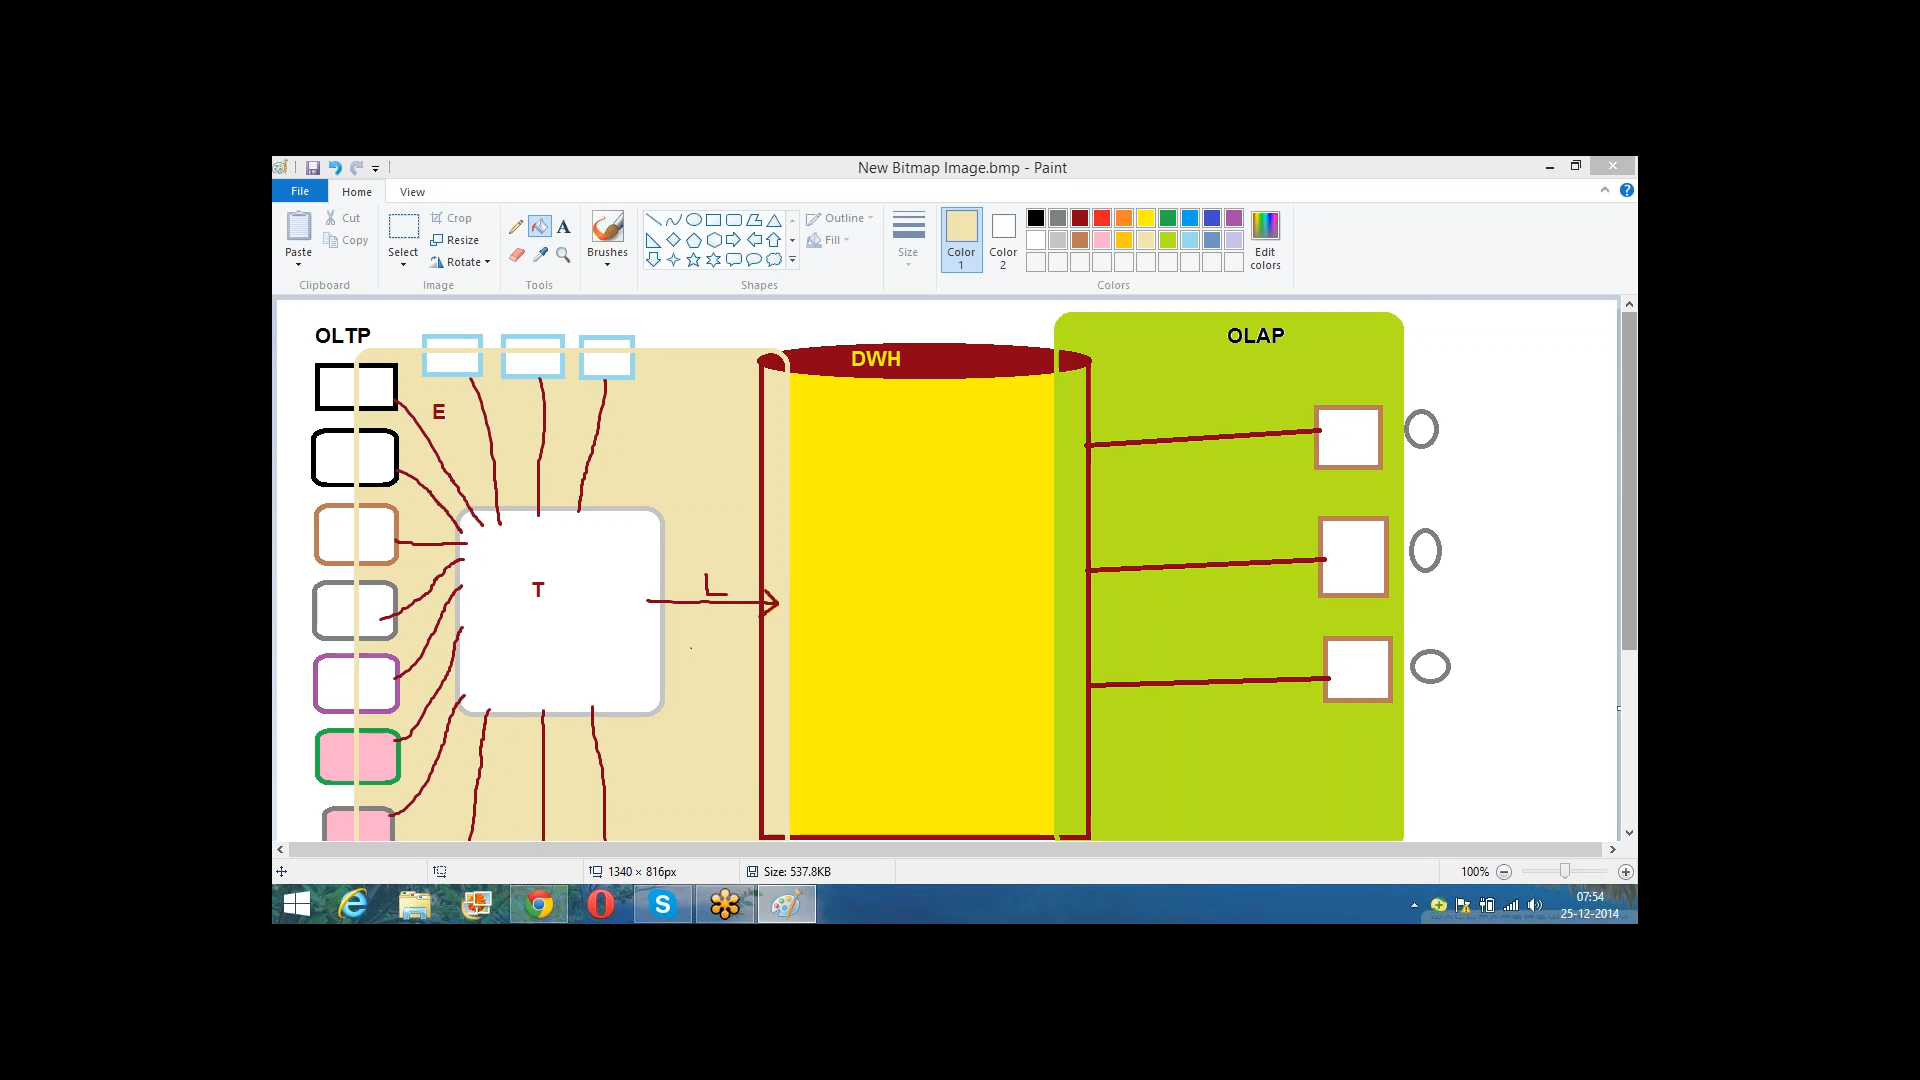 New Bitmap Image.bmp - Paint
File Home View
Cut
Copy
Paste
Clipboard
Select
Crop
Resize
Rotate
Image
A
Tools
Brushes
Outline
Fill
Shapes
Size
Color
1
Color
2
Edit
colors
Colors
OLTP
E
T
L
DWH
OLAP
1340 × 816px
Size: 537.8KB
100%
07:54
25-12-2014